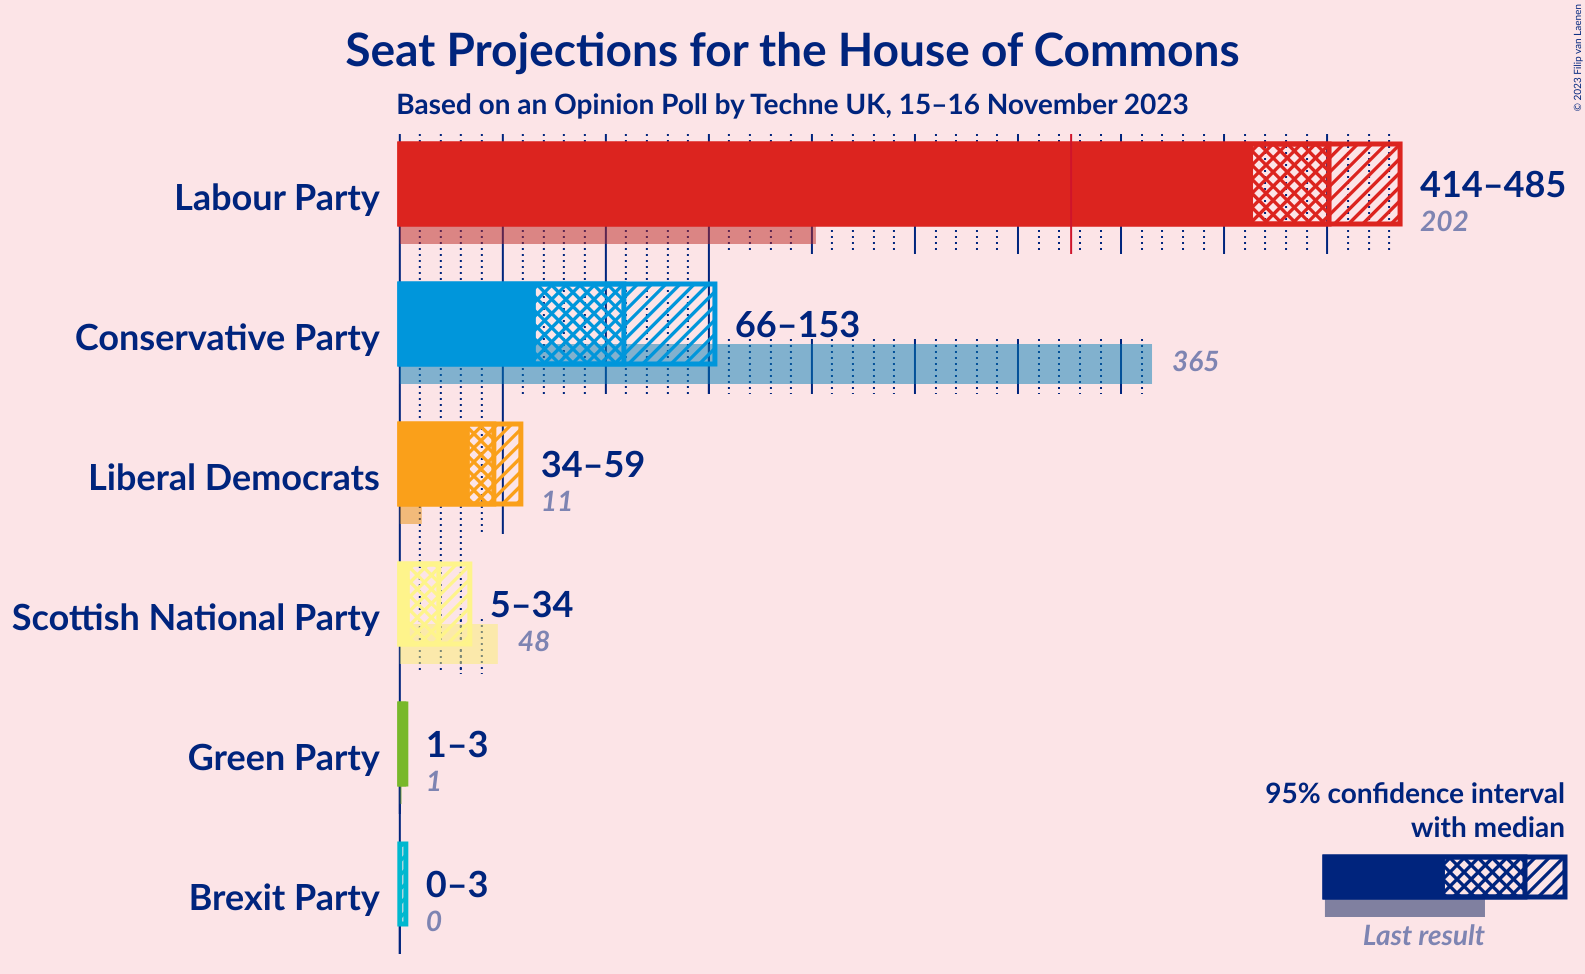 Seat Projections for the House of Commons
Based on an Opinion Poll by Techne UK, 15–16 November 2023
© 2023 Filip van Laenen
Labour Party
414–485
202
Conservative Party
66–153
365
Liberal Democrats
34–59
11
Scottish National Party
5–34
48
Green Party
1–3
1
Brexit Party
0–3
0
95% confidence interval
with median
Last result